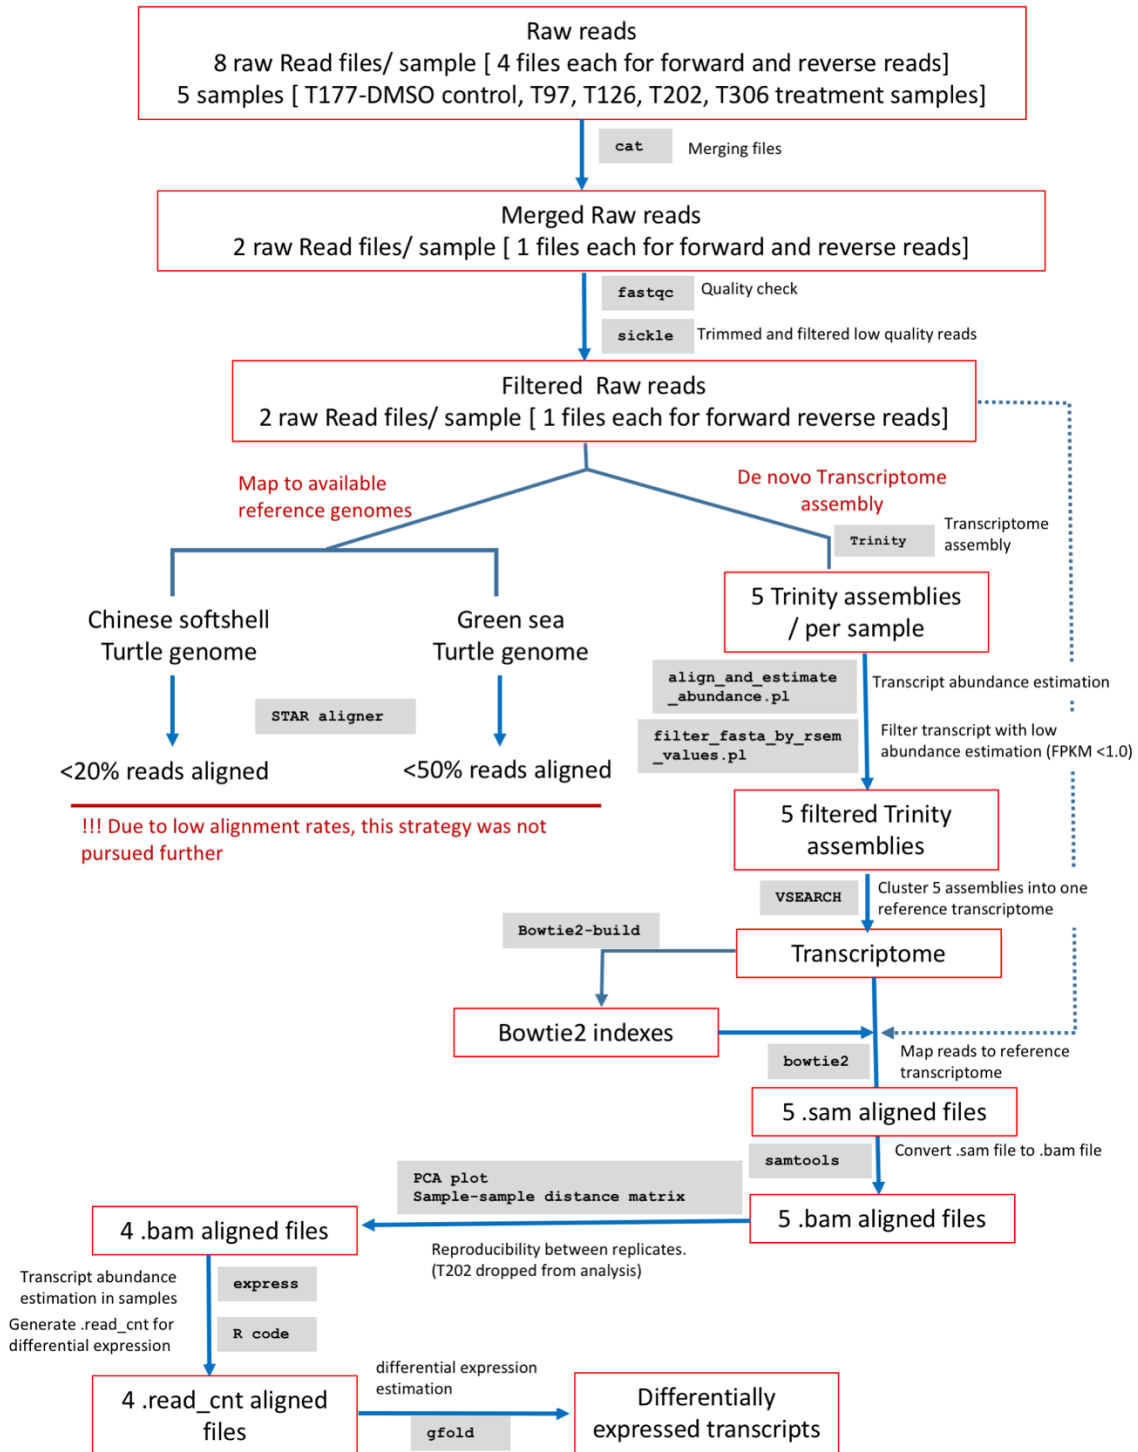 Raw reads
8 raw Read files/ sample [ 4 files each for forward and reverse reads]
5 samples [ T177-DMSO control, T97, T126, T202, T306 treatment samples]
cat
Merging files
Merged Raw reads
2 raw Read files/ sample [ 1 files each for forward and reverse reads]
fastqc
Quality check
sickle
Trimmed and filtered low quality reads
Filtered  Raw reads
2 raw Read files/ sample [ 1 files each for forward reverse reads]
Map to available
reference genomes
De novo Transcriptome
assembly
Trinity
Transcriptome
assembly
Chinese softshell
Turtle genome
Green sea
Turtle genome
5 Trinity assemblies
/ per sample
STAR aligner
align_and_estimate
_abundance.pl
Transcript abundance estimation
filter_fasta_by_rsem
_values.pl
Filter transcript with low
abundance estimation (FPKM <1.0)
<20% reads aligned
<50% reads aligned
!!! Due to low alignment rates, this strategy was not
pursued further
5 filtered Trinity
assemblies
VSEARCH
Cluster 5 assemblies into one
reference transcriptome
Bowtie2-build
Transcriptome
Bowtie2 indexes
bowtie2
Map reads to reference
transcriptome
5 .sam aligned files
samtools
Convert .sam file to .bam file
PCA plot
Sample-sample distance matrix
5 .bam aligned files
4 .bam aligned files
Reproducibility between replicates.
(T202 dropped from analysis)
Transcript abundance
estimation in samples
express
Generate .read_cnt for
differential expression
R code
4 .read_cnt aligned
files
differential expression
estimation
gfold
Differentially
expressed transcripts